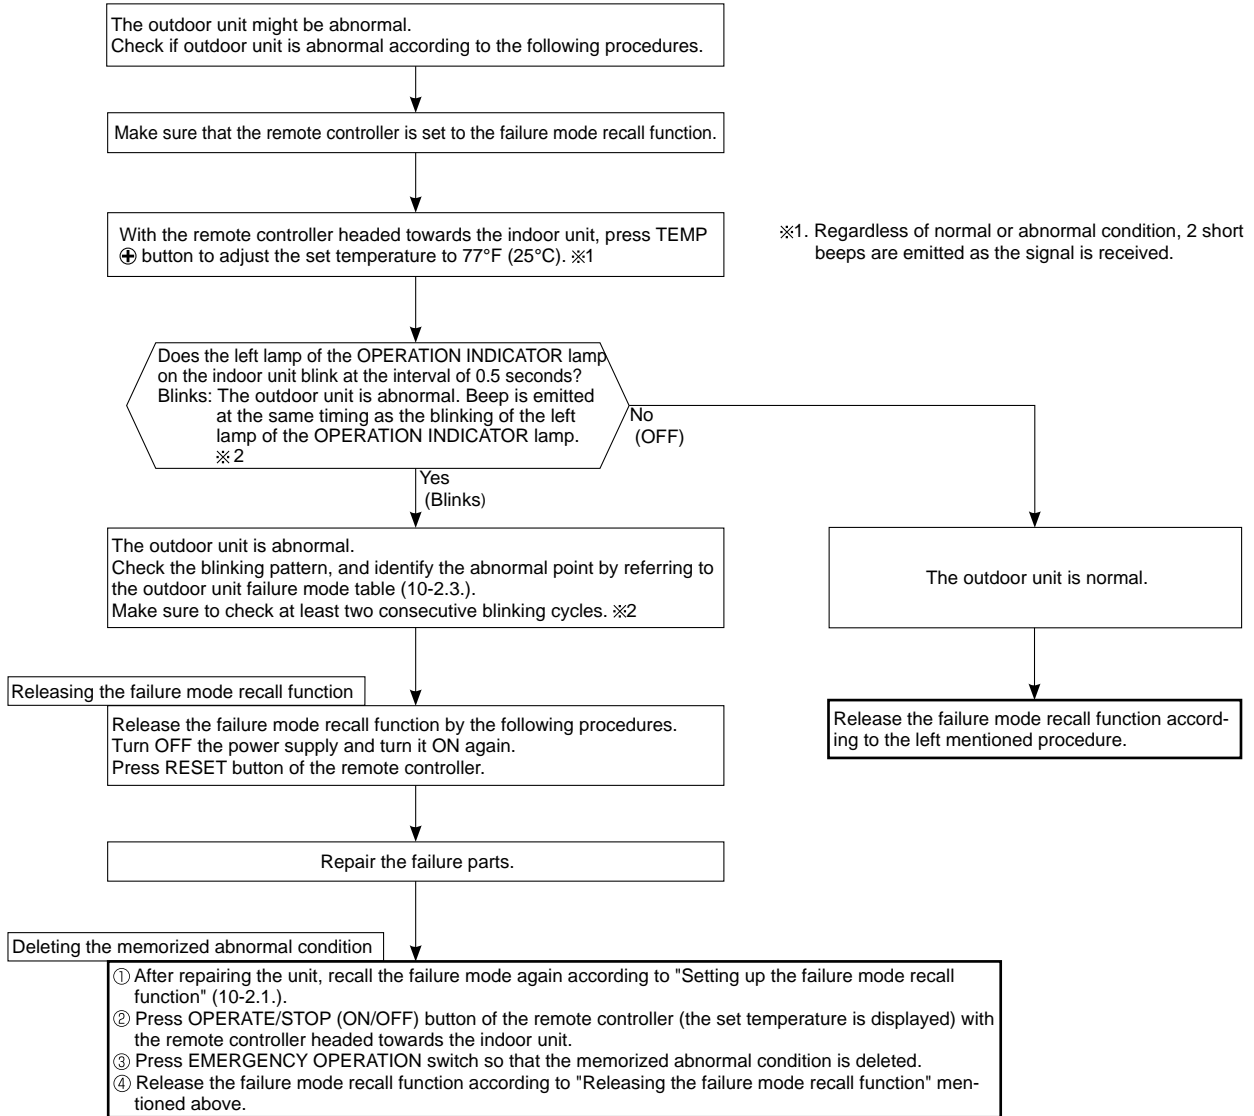 The outdoor unit might be abnormal.
Check if outdoor unit is abnormal according to the following procedures.
Make sure that the remote controller is set to the failure mode recall function.
With the remote controller headed towards the indoor unit, press TEMP
⊕ button to adjust the set temperature to 77°F (25°C). ※1
※1. Regardless of normal or abnormal condition, 2 short
beeps are emitted as the signal is received.
Does the left lamp of the OPERATION INDICATOR lamp
on the indoor unit blink at the interval of 0.5 seconds?
Blinks: The outdoor unit is abnormal. Beep is emitted
at the same timing as the blinking of the left
lamp of the OPERATION INDICATOR lamp.
※2
No
(OFF)
Yes
(Blinks)
The outdoor unit is abnormal.
Check the blinking pattern, and identify the abnormal point by referring to
the outdoor unit failure mode table (10-2.3.).
Make sure to check at least two consecutive blinking cycles. ※2
The outdoor unit is normal.
Releasing the failure mode recall function
Release the failure mode recall function by the following procedures.
Turn OFF the power supply and turn it ON again.
Press RESET button of the remote controller.
Release the failure mode recall function accord-
ing to the left mentioned procedure.
Repair the failure parts.
Deleting the memorized abnormal condition
① After repairing the unit, recall the failure mode again according to "Setting up the failure mode recall
function" (10-2.1.).
② Press OPERATE/STOP (ON/OFF) button of the remote controller (the set temperature is displayed) with
the remote controller headed towards the indoor unit.
③ Press EMERGENCY OPERATION switch so that the memorized abnormal condition is deleted.
④ Release the failure mode recall function according to "Releasing the failure mode recall function" men-
tioned above.